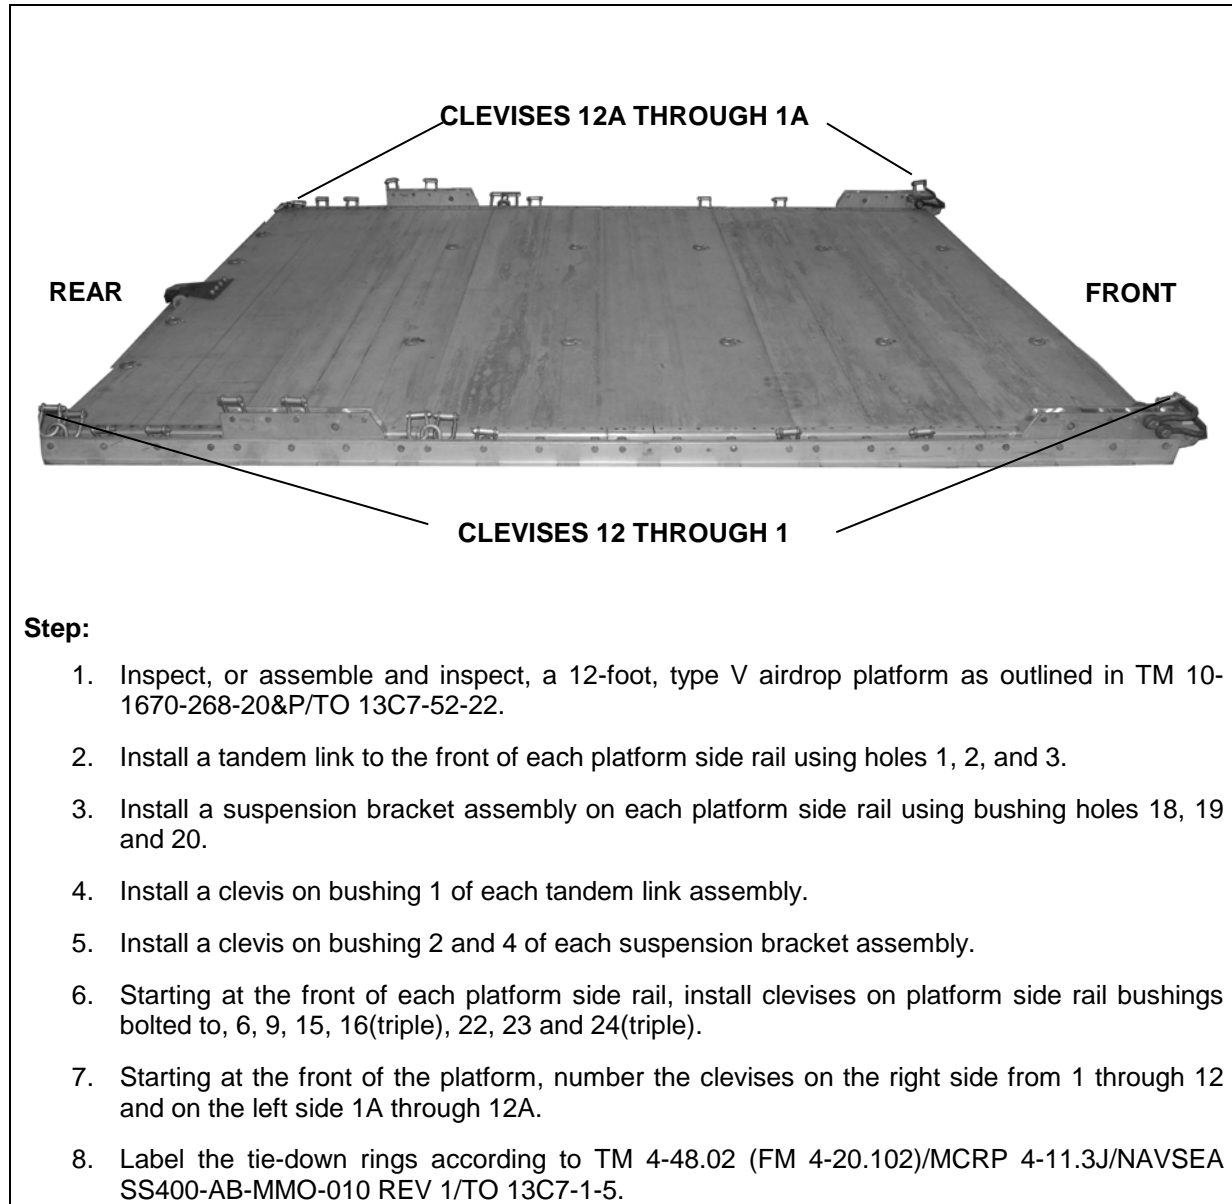 CLEVISES 12A THROUGH 1A
REAR
FRONT
CLEVISES 12 THROUGH 1
Step:
1. Inspect, or assemble and inspect, a 12-foot, type V airdrop platform as outlined in TM 10-
1670-268-20&P/TO 13C7-52-22.
2. Install a tandem link to the front of each platform side rail using holes 1, 2, and 3.
3. Install a suspension bracket assembly on each platform side rail using bushing holes 18, 19
and 20.
4. Install a clevis on bushing 1 of each tandem link assembly.
5. Install a clevis on bushing 2 and 4 of each suspension bracket assembly.
6. Starting at the front of each platform side rail, install clevises on platform side rail bushings
bolted to, 6, 9, 15, 16(triple), 22, 23 and 24(triple).
7. Starting at the front of the platform, number the clevises on the right side from 1 through 12
and on the left side 1A through 12A.
8. Label the tie-down rings according to TM 4-48.02 (FM 4-20.102)/MCRP 4-11.3J/NAVSEA
SS400-AB-MMO-010 REV 1/TO 13C7-1-5.